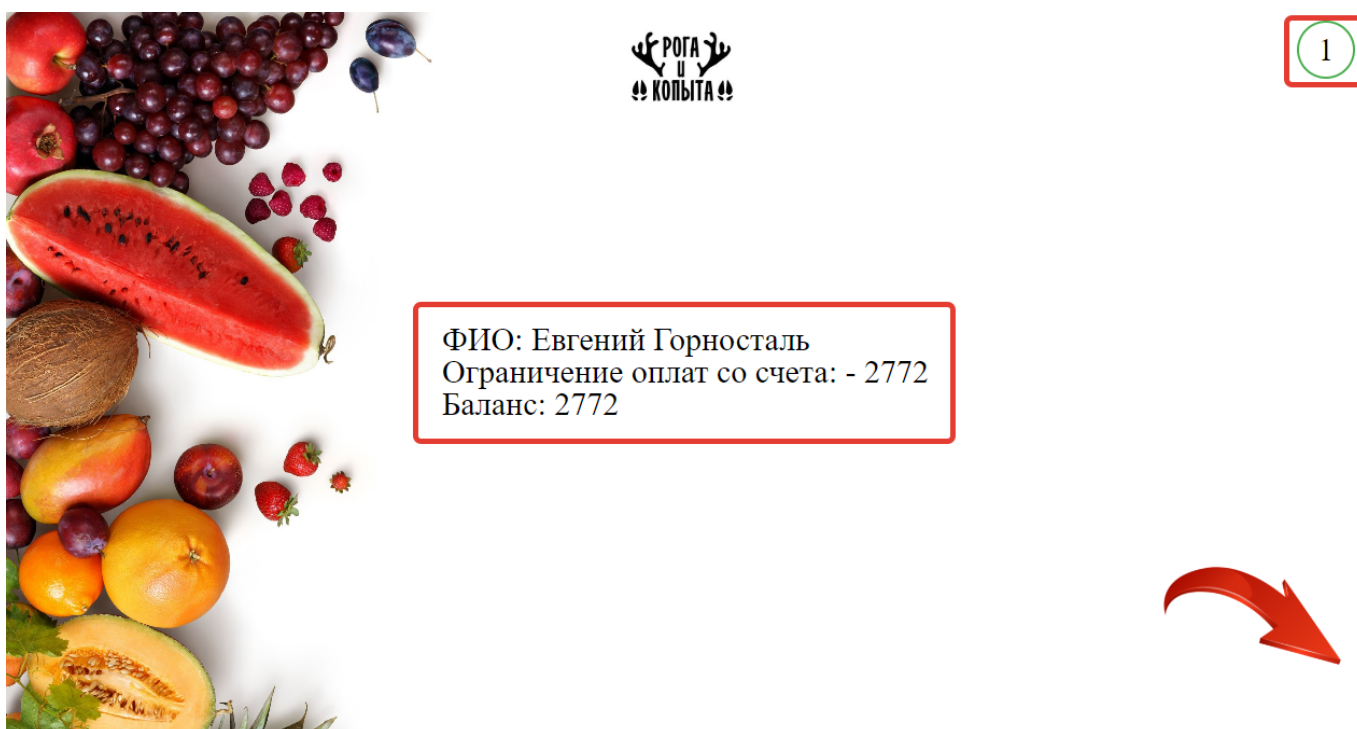 РОГА
И
КОПЫТА
1
ФИО: Евгений Горносталь
Ограничение оплат со счета: - 2772
Баланс: 2772